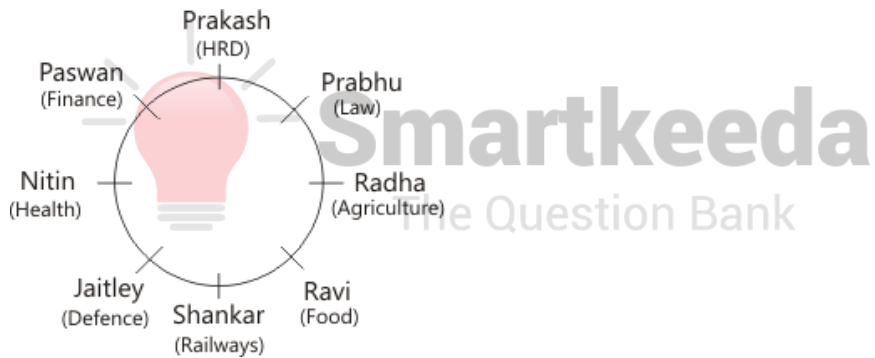 Prakash
(HRD)
Paswan
(Finance)
Prabhu
(Law)
Smartkeeda
The Question Bank
Nitin
(Health)
Radha
(Agriculture)
Jaitley
(Defence)
Shankar
(Railways)
Ravi
(Food)